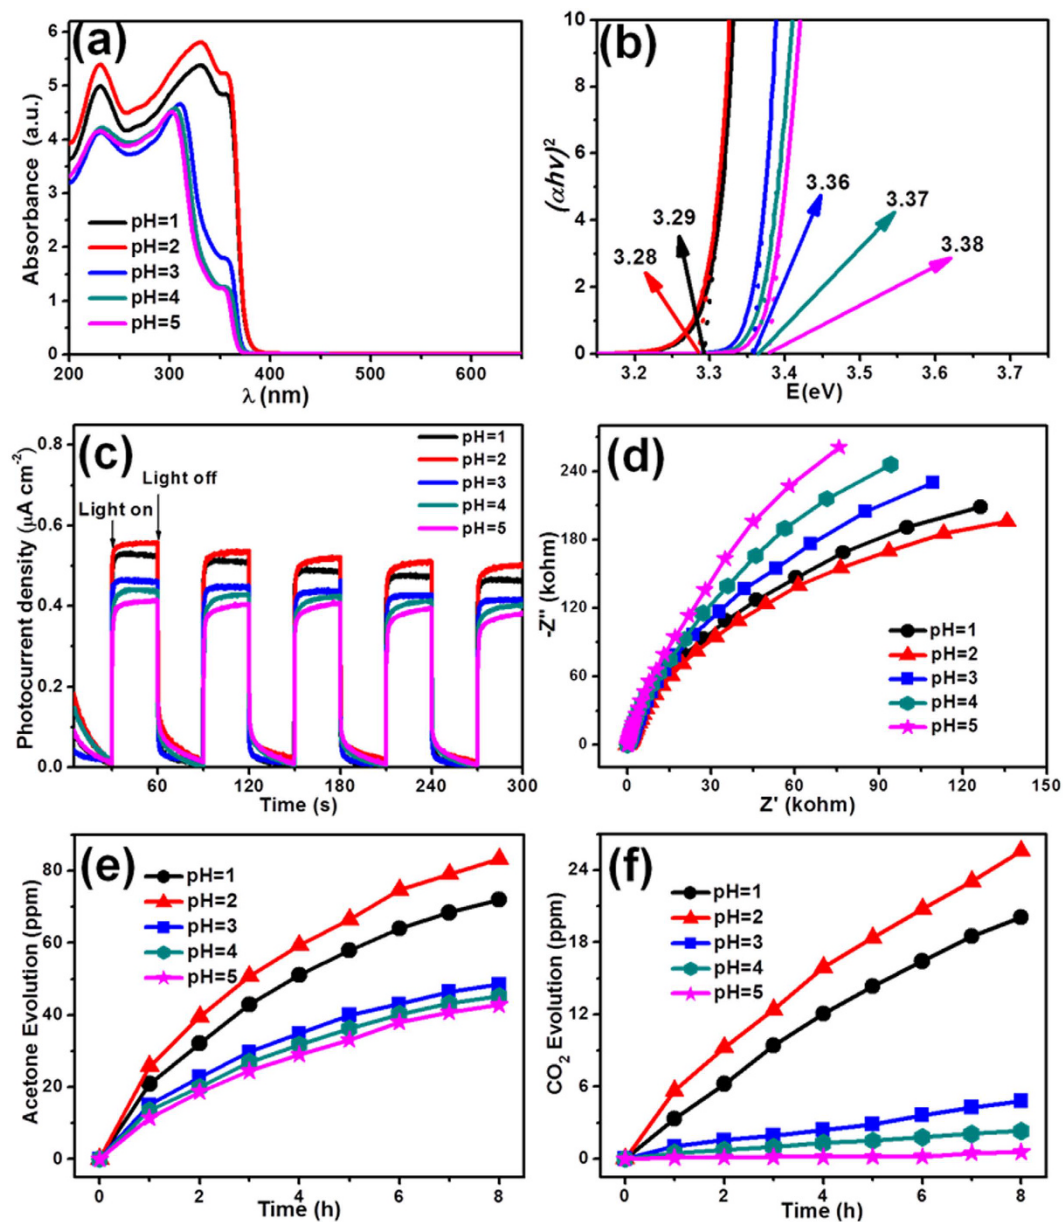 (a)
Absorbance (a.u.)
6
5
4
3
2
1
0
pH=1
pH=2
pH=3
pH=4
pH=5
200 300 400 500 600
λ (nm)
(b)
(αhν)²
10
8
6
4
2
0
3.28
3.29
3.36
3.37
3.38
3.2 3.3 3.4 3.5 3.6 3.7
E(eV)
(c)
Photocurrent density (μA cm⁻²)
0.8
0.6
0.4
0.2
0.0
Light on
Light off
pH=1
pH=2
pH=3
pH=4
pH=5
60 120 180 240 300
Time (s)
(d)
-Z" (kohm)
240
180
120
60
0
pH=1
pH=2
pH=3
pH=4
pH=5
0 30 60 90 120 150
Z' (kohm)
(e)
Acetone Evolution (ppm)
80
60
40
20
0
pH=1
pH=2
pH=3
pH=4
pH=5
0 2 4 6 8
Time (h)
(f)
CO₂ Evolution (ppm)
24
18
12
6
0
pH=1
pH=2
pH=3
pH=4
pH=5
0 2 4 6 8
Time (h)